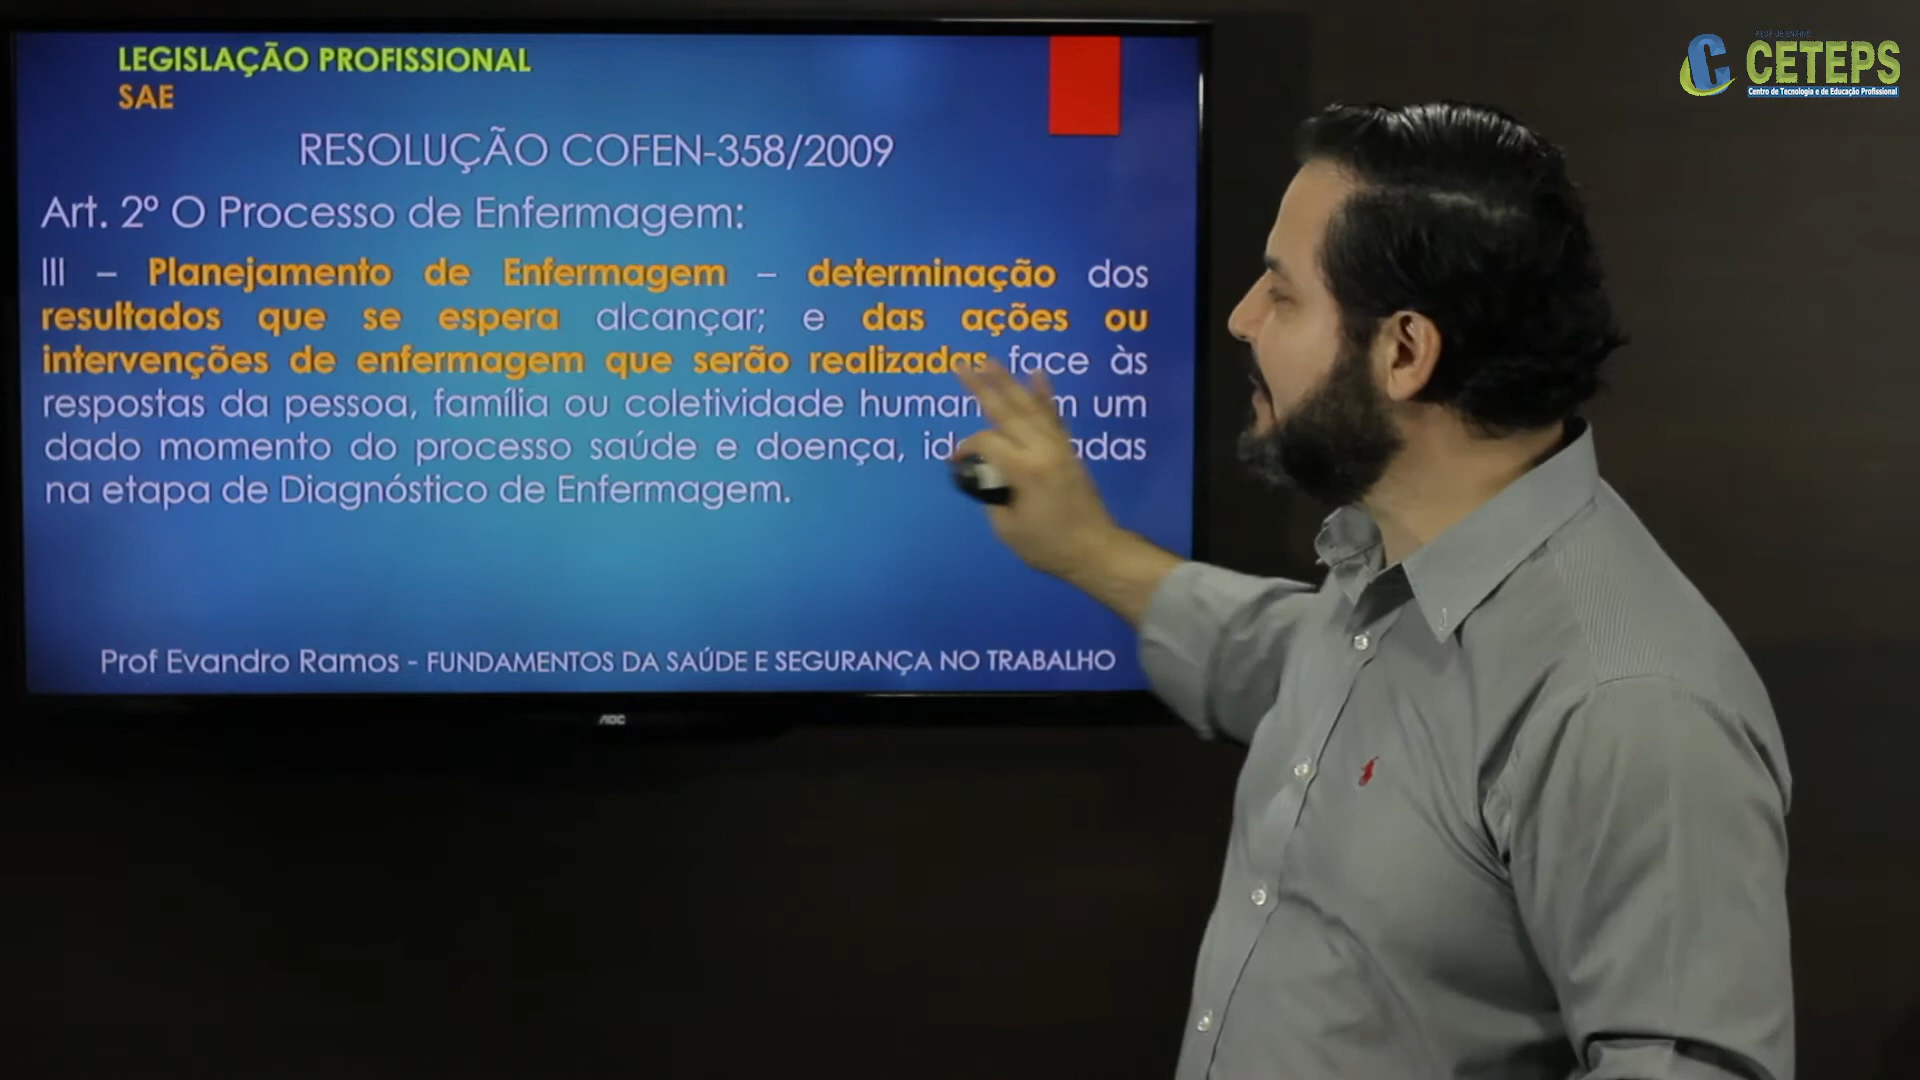 LEGISLAÇÃO PROFISSIONAL
SAE
RESOLUÇÃO COFEN-358/2009
Art. 2º O Processo de Enfermagem:
III – Planejamento de Enfermagem – determinação dos
resultados que se espera alcançar; e das ações ou
intervenções de enfermagem que serão realizadas face às
respostas da pessoa, família ou coletividade um
dado momento do processo saúde e doença,
na etapa de Diagnóstico de Enfermagem.
Prof Evandro Ramos - FUNDAMENTOS DA SAÚDE E SEGURANÇA NO TRABALHO
AOC
CETEPS
Centro de Tecnologia e de Educação Profissional